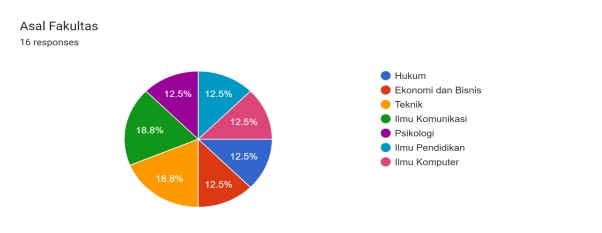 Asal Fakultas
16 responses
12.5%
12.5%
18.8%
12.5%
18.8%
12.5%
12.5%
Hukum
Ekonomi dan Bisnis
Teknik
Ilmu Komunikasi
Psikologi
Ilmu Pendidikan
Ilmu Komputer